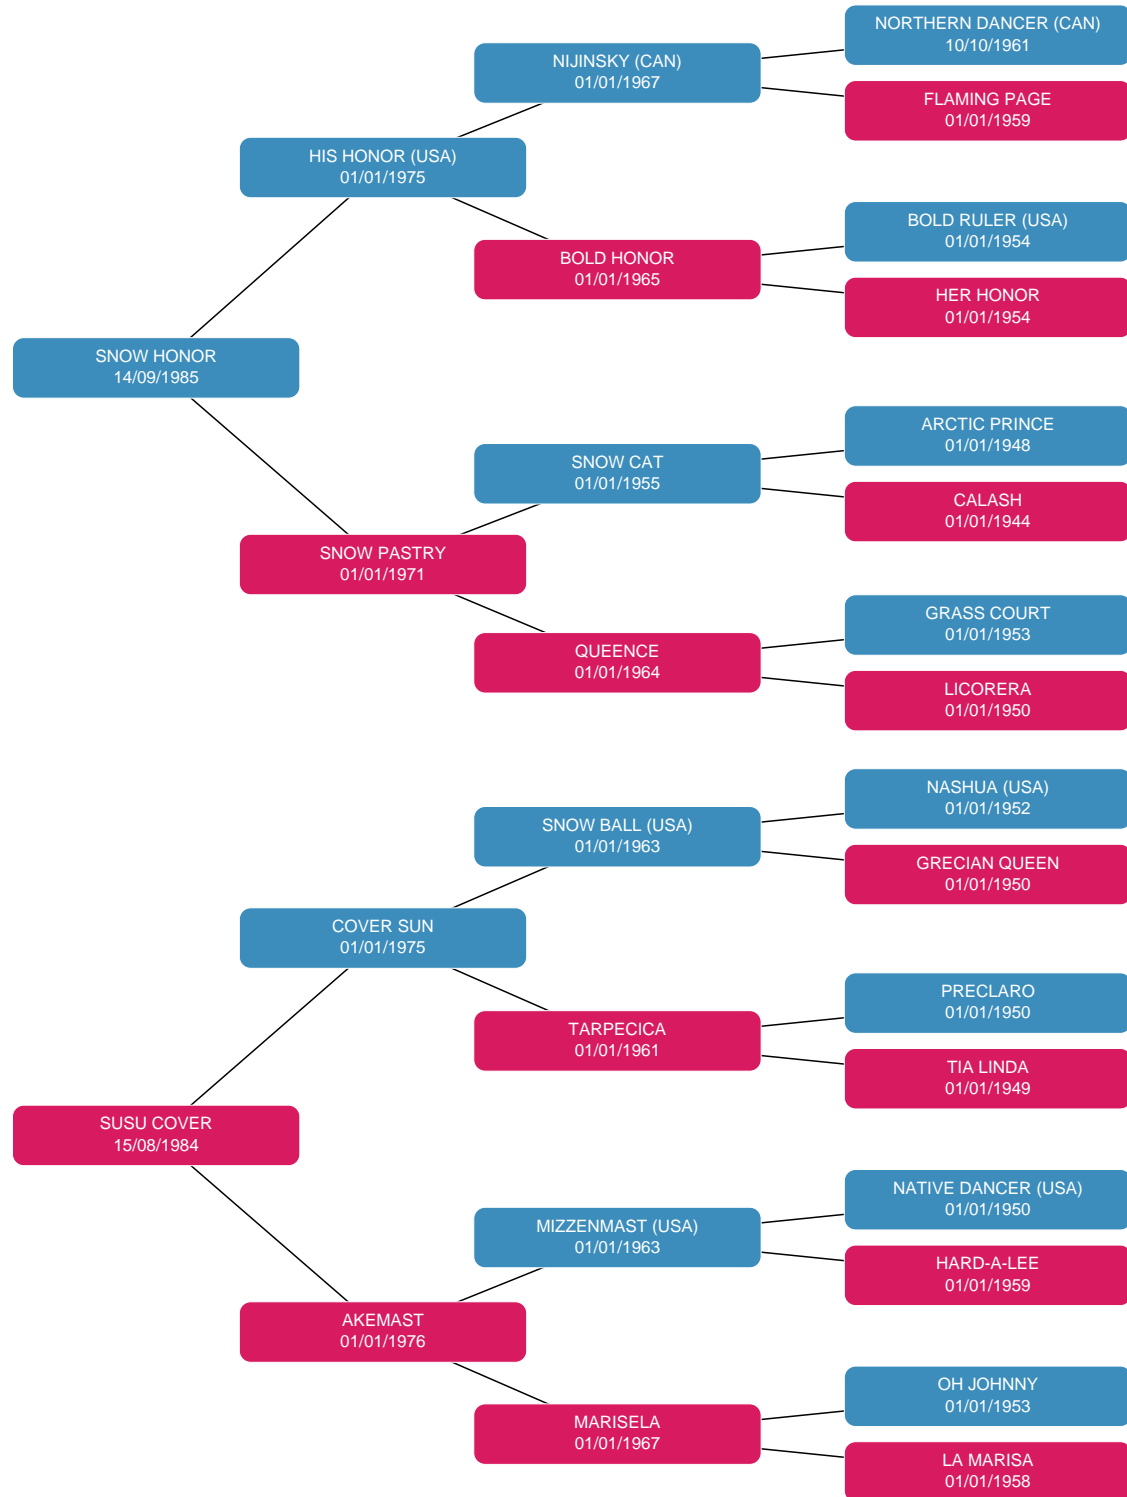 NORTHERN DANCER (CAN)
10/10/1961
NIJINSKY (CAN)
01/01/1967
FLAMING PAGE
01/01/1959
HIS HONOR (USA)
01/01/1975
BOLD RULER (USA)
01/01/1954
BOLD HONOR
01/01/1965
HER HONOR
01/01/1954
SNOW HONOR
14/09/1985
ARCTIC PRINCE
01/01/1948
SNOW CAT
01/01/1955
CALASH
01/01/1944
SNOW PASTRY
01/01/1971
GRASS COURT
01/01/1953
QUEENCE
01/01/1964
LICORERA
01/01/1950
NASHUA (USA)
01/01/1952
SNOW BALL (USA)
01/01/1963
GRECIAN QUEEN
01/01/1950
COVER SUN
01/01/1975
PRECLARO
01/01/1950
TARPECICA
01/01/1961
TIA LINDA
01/01/1949
SUSU COVER
15/08/1984
NATIVE DANCER (USA)
01/01/1950
MIZZENMAST (USA)
01/01/1963
HARD-A-LEE
01/01/1959
AKEMAST
01/01/1976
OH JOHNNY
01/01/1953
MARISELA
01/01/1967
LA MARISA
01/01/1958